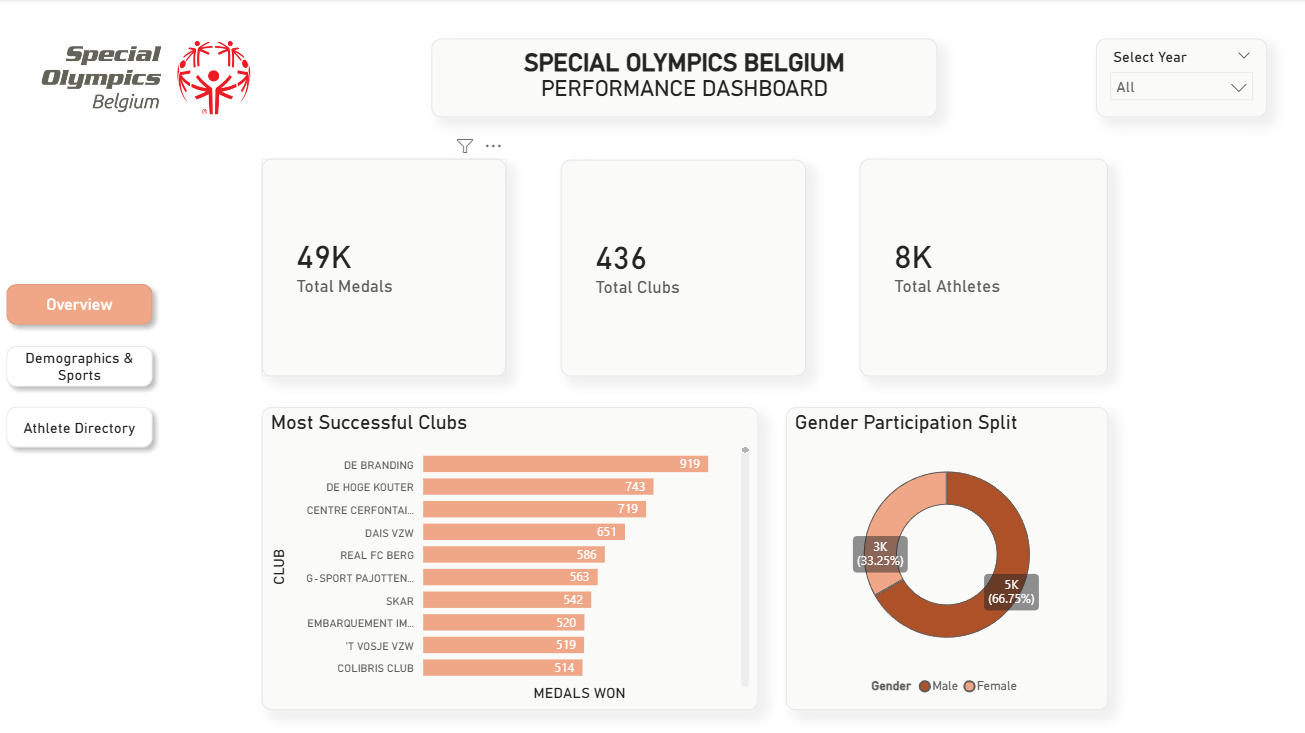 Special
Olympics
Belgium
SPECIAL OLYMPICS BELGIUM
PERFORMANCE DASHBOARD
Select Year
All
49K
Total Medals
436
Total Clubs
8K
Total Athletes
Overview
Demographics &
Sports
Athlete Directory
Most Successful Clubs
CLUB
DE BRANDING 919
DE HOGE KOUTER 743
CENTRE CERFONTAI... 719
DAIS VZW 651
REAL FC BERG 586
G-SPORT PAJOTTEN... 563
SKAR 542
EMBARQUEMENT IM... 520
'T VOSJE VZW 519
COLIBRIS CLUB 514
MEDALS WON
Gender Participation Split
3K
(33.25%)
5K
(66.75%)
Gender Male Female